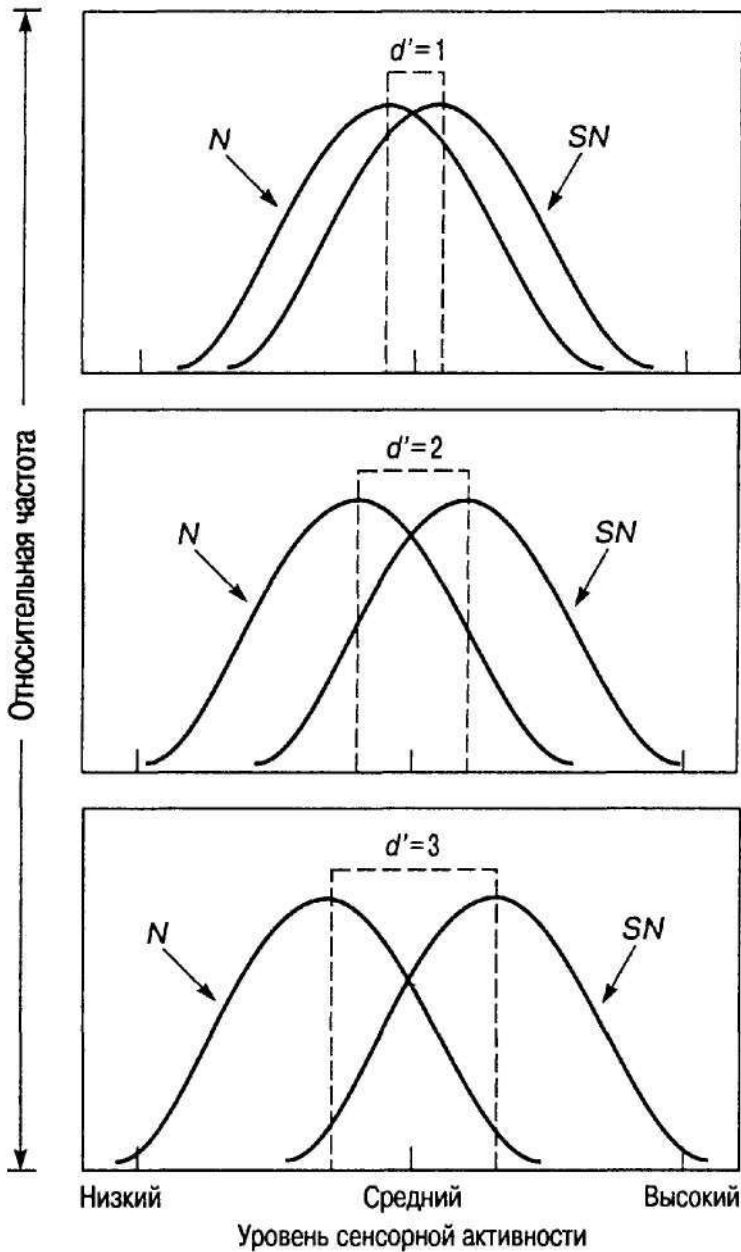 d'=1
N
SN
d'=2
N
SN
d'=3
N
SN
Относительная частота
Низкий
Средний
Высокий
Уровень сенсорной активности